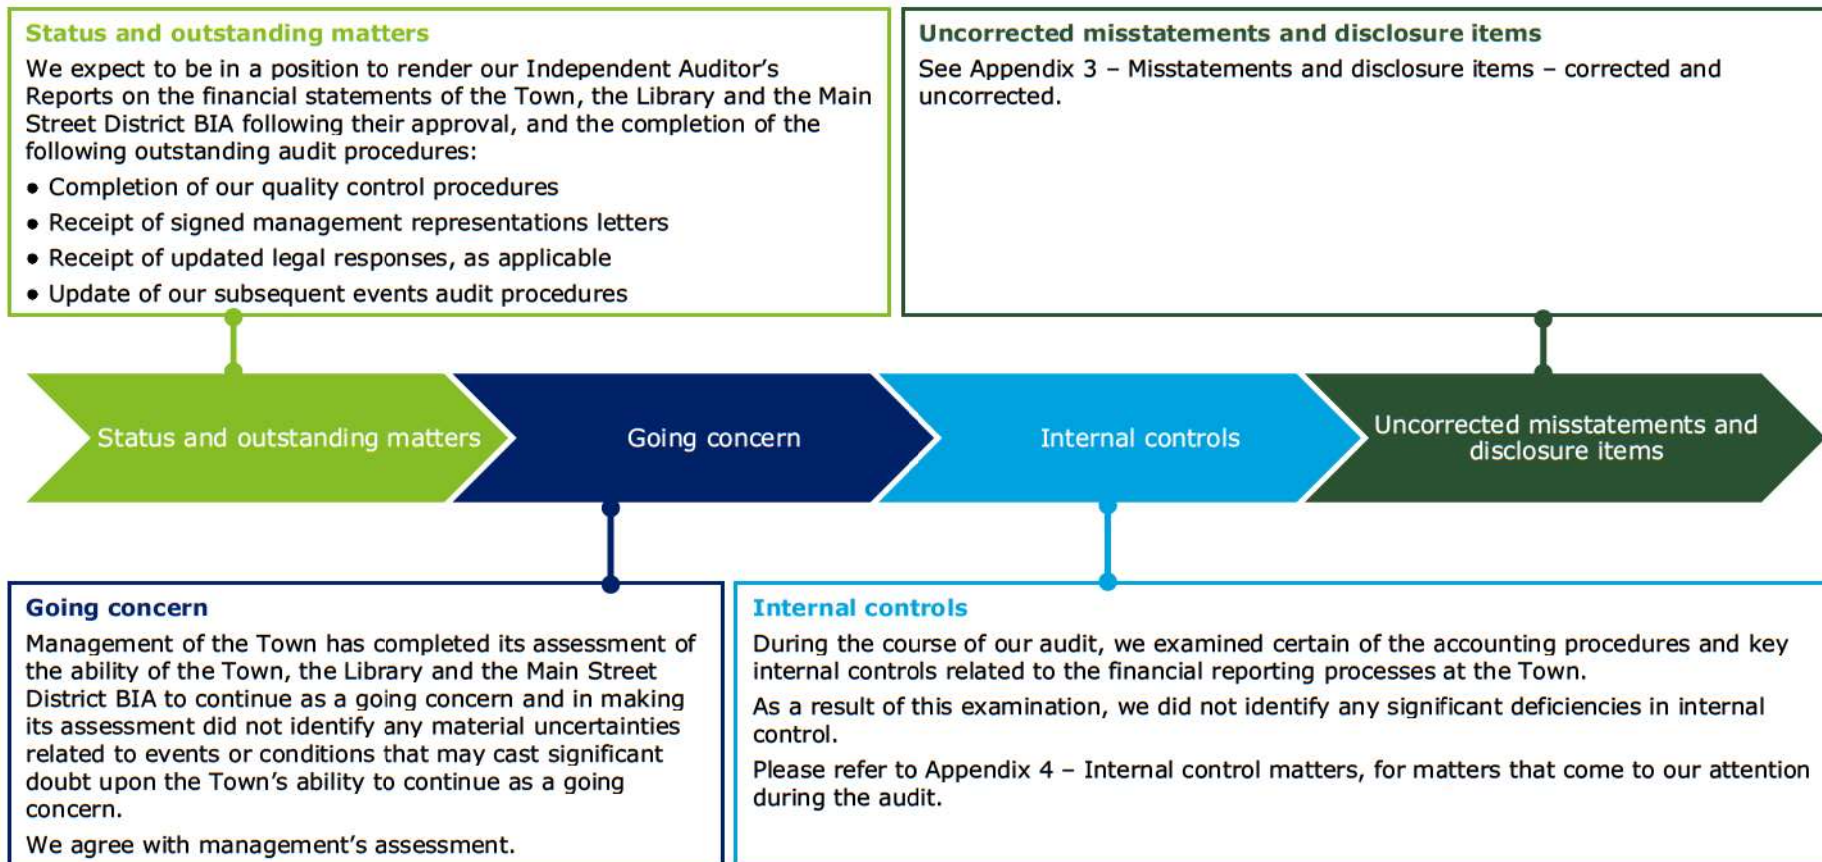 Status and outstanding matters
We expect to be in a position to render our Independent Auditor's
Reports on the financial statements of the Town, the Library and the Main
Street District BIA following their approval, and the completion of the
following outstanding audit procedures:
• Completion of our quality control procedures
• Receipt of signed management representations letters
• Receipt of updated legal responses, as applicable
• Update of our subsequent events audit procedures
Uncorrected misstatements and disclosure items
See Appendix 3 – Misstatements and disclosure items – corrected and
uncorrected.
Status and outstanding matters
Going concern
Internal controls
Uncorrected misstatements and
disclosure items
Going concern
Management of the Town has completed its assessment of
the ability of the Town, the Library and the Main Street
District BIA to continue as a going concern and in making
its assessment did not identify any material uncertainties
related to events or conditions that may cast significant
doubt upon the Town's ability to continue as a going
concern.
We agree with management's assessment.
Internal controls
During the course of our audit, we examined certain of the accounting procedures and key
internal controls related to the financial reporting processes at the Town.
As a result of this examination, we did not identify any significant deficiencies in internal
control.
Please refer to Appendix 4 – Internal control matters, for matters that come to our attention
during the audit.